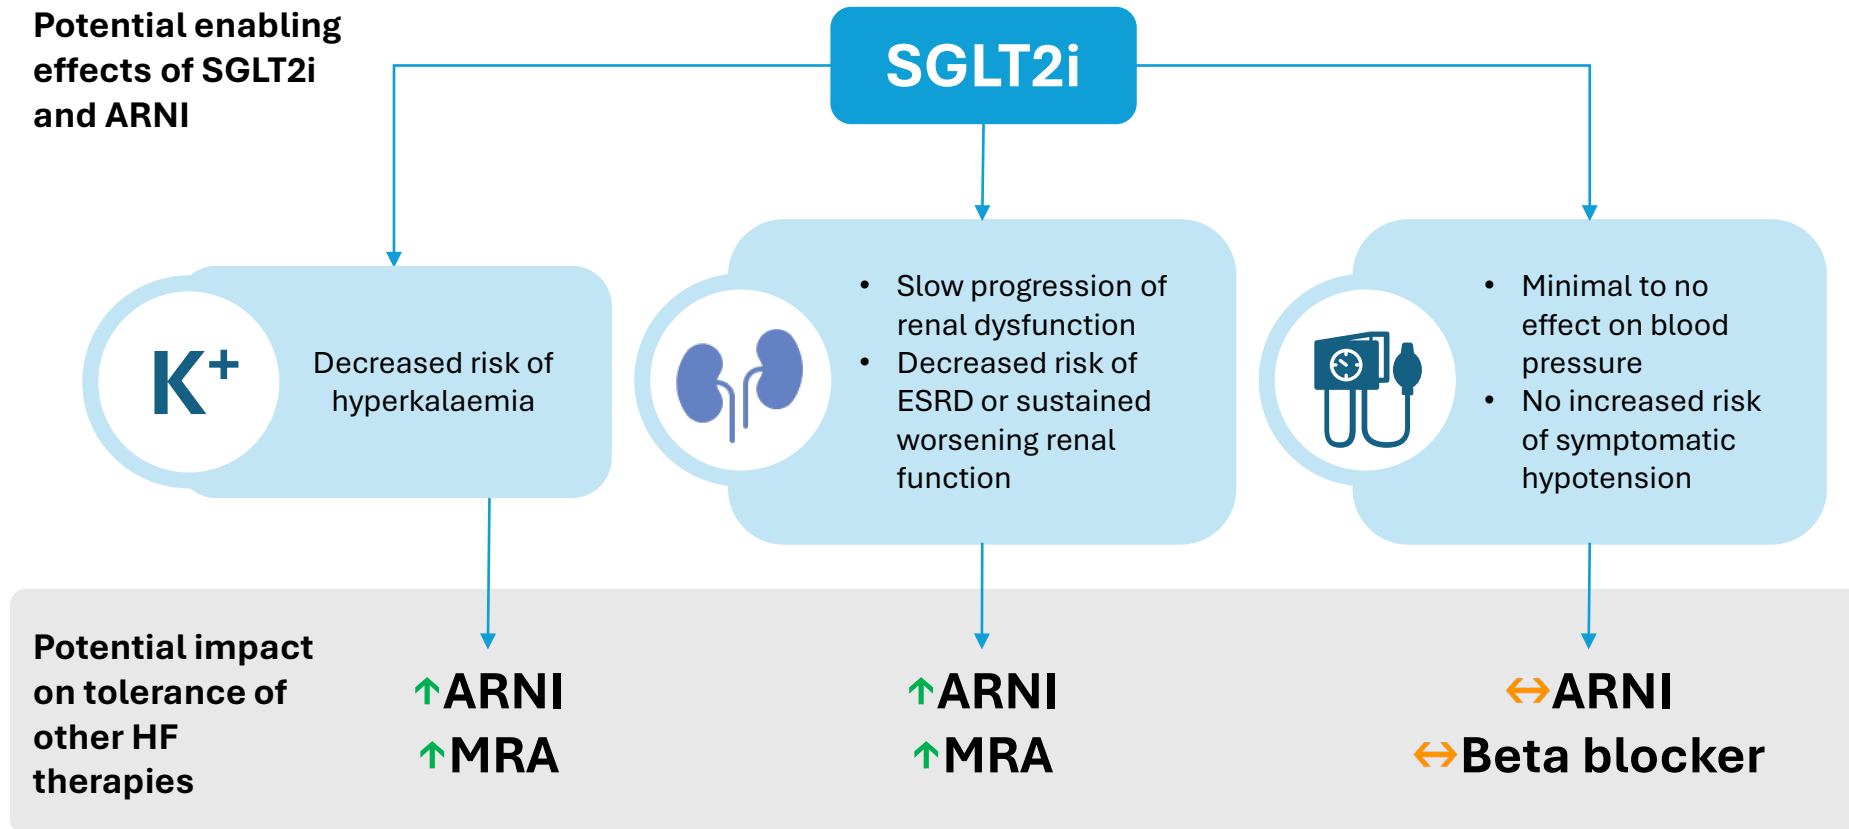 Potential enabling
effects of SGLT2i
and ARNI
SGLT2i
K+
Decreased risk of
hyperkalaemia
• Slow progression of
renal dysfunction
• Decreased risk of
ESRD or sustained
worsening renal
function
• Minimal to no
effect on blood
pressure
• No increased risk
of symptomatic
hypotension
Potential impact
on tolerance of
other HF
therapies
↑ARNI
↑MRA
↑ARNI
↑MRA
↔ARNI
↔Beta blocker